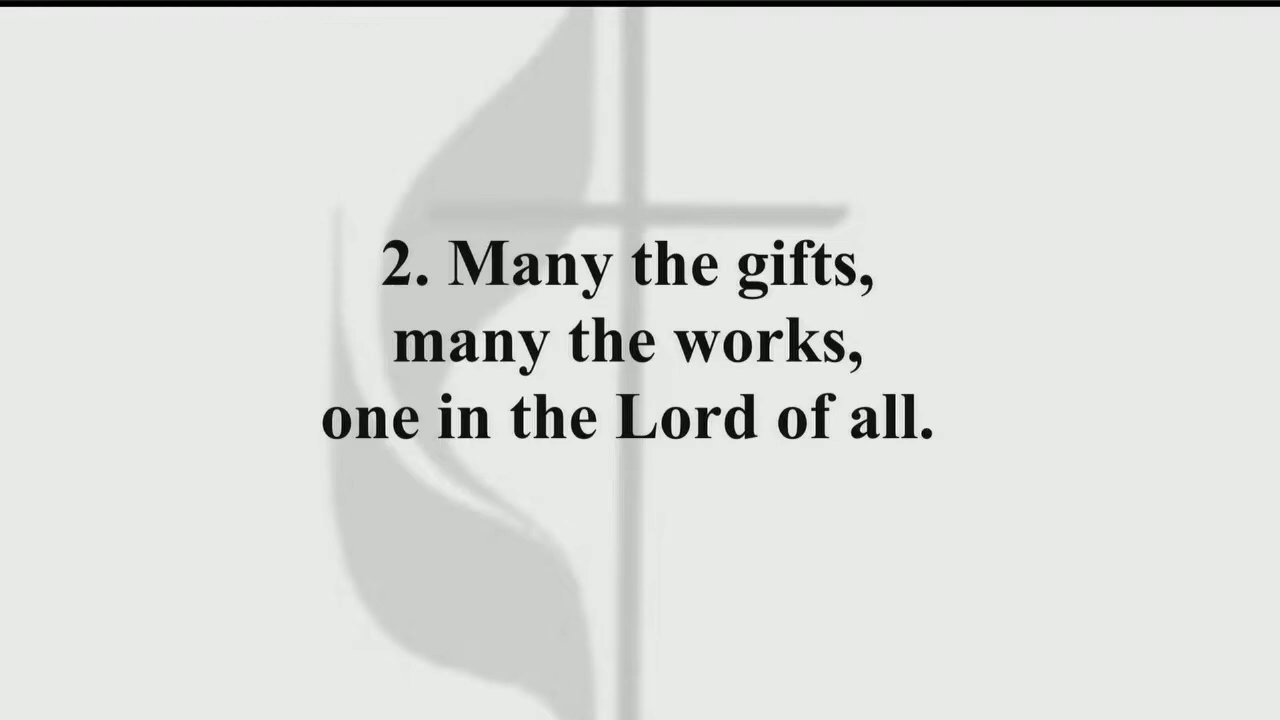 2. Many the gifts,
many the works,
one in the Lord of all.